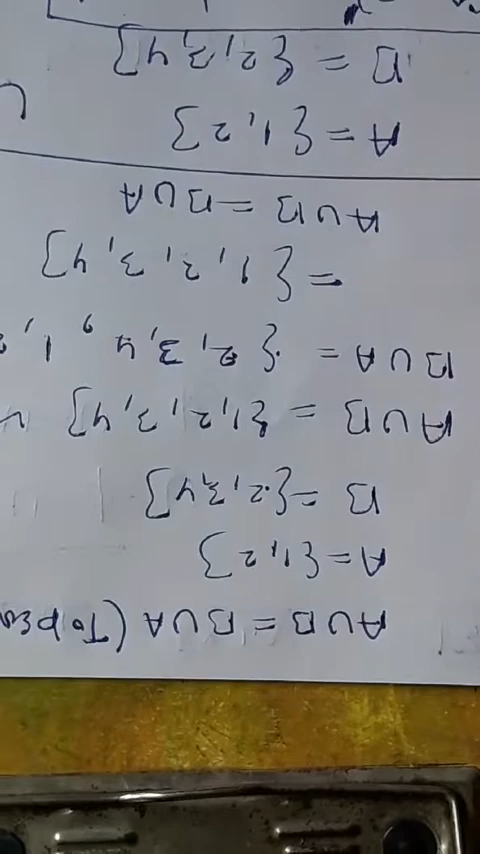 A∪B = B∪A (To
A = {1, 2}
B = {2, 3, 4}
A∪B = {1, 2, 3, 4}
B∪A = {2, 3, 4, 1,
= {1, 2, 3, 4}
A∪B = B∪A
A = {1, 2}
B = {2, 3, 4}